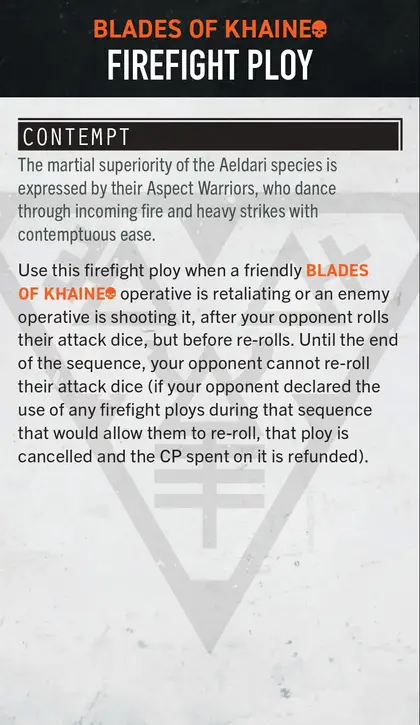 BLADES OF KHAINE
FIREFIGHT PLOY
CONTEMPT
The martial superiority of the Aeldari species is
expressed by their Aspect Warriors, who dance
through incoming fire and heavy strikes with
contemptuous ease.
Use this firefight ploy when a friendly BLADES
OF KHAINE operative is retaliating or an enemy
operative is shooting it, after your opponent rolls
their attack dice, but before re-rolls. Until the end
of the sequence, your opponent cannot re-roll
their attack dice (if your opponent declared the
use of any firefight ploys during that sequence
that would allow them to re-roll, that ploy is
cancelled and the CP spent on it is refunded).